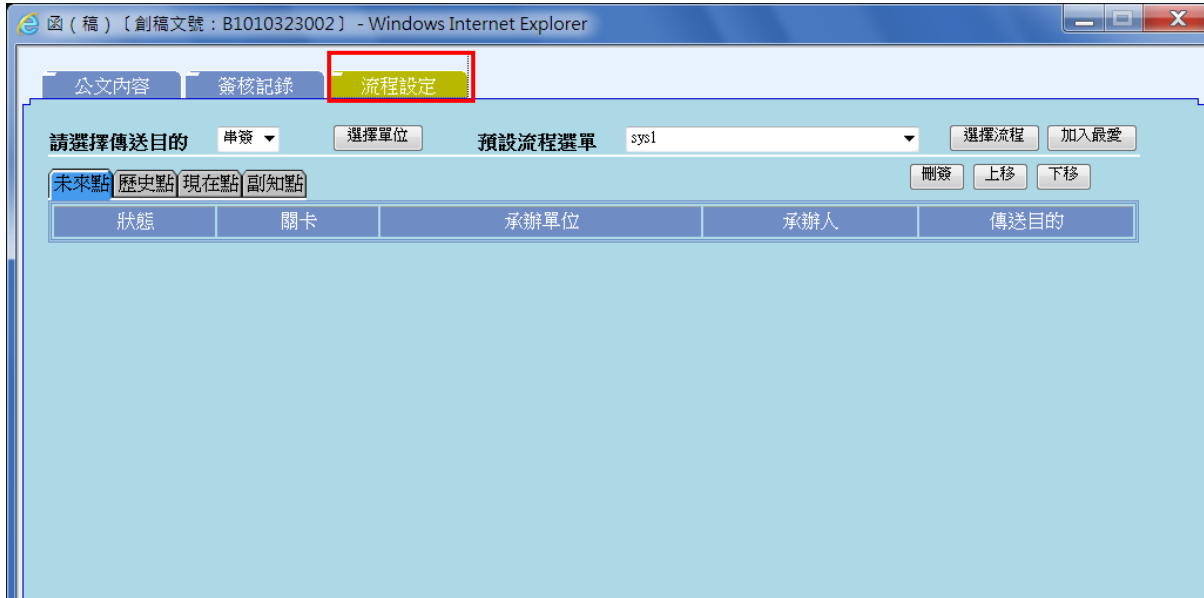 函（稿）〔創稿文號：B1010323002〕 - Windows Internet Explorer
公文內容 簽核記錄 流程設定
請選擇傳送目的 串簽 選擇單位 預設流程選單 sys1 選擇流程 加入最愛
未來點 歷史點 現在點 副知點 刪簽 上移 下移
狀態 關卡 承辦單位 承辦人 傳送目的